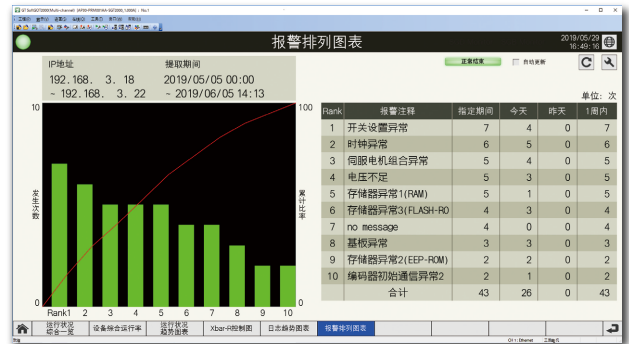 报警排列图表
2019/05/29
16:49:16
IP地址
192.168. 3. 18
~ 192.168. 3. 22
提取期间
2019/05/05 00:00
~ 2019/06/05 14:13
正常结束
自动更新
单位: 次
10
100
发生次数
累计比率
0
0
Rank1 2 3 4 5 6 7 8 9 10
Rank 报警注释 指定期间 今天 昨天 1周内
1 开关设置异常 7 4 0 7
2 时钟异常 6 5 0 6
3 伺服电机组合异常 5 4 0 5
4 电压不足 5 3 0 5
5 存储器异常1(RAM) 5 1 0 5
6 存储器异常3(FLASH-RO 4 3 0 4
7 no message 4 0 0 4
8 基板异常 3 3 0 3
9 存储器异常2(EEP-ROM) 2 2 0 2
10 编码器初始通信异常2 2 1 0 2
合计 43 26 0 43
运行状况
综合一览
设备综合运行率
运行状况
趋势图表
Xbar-R控制图
日志趋势图表
报警排列图表